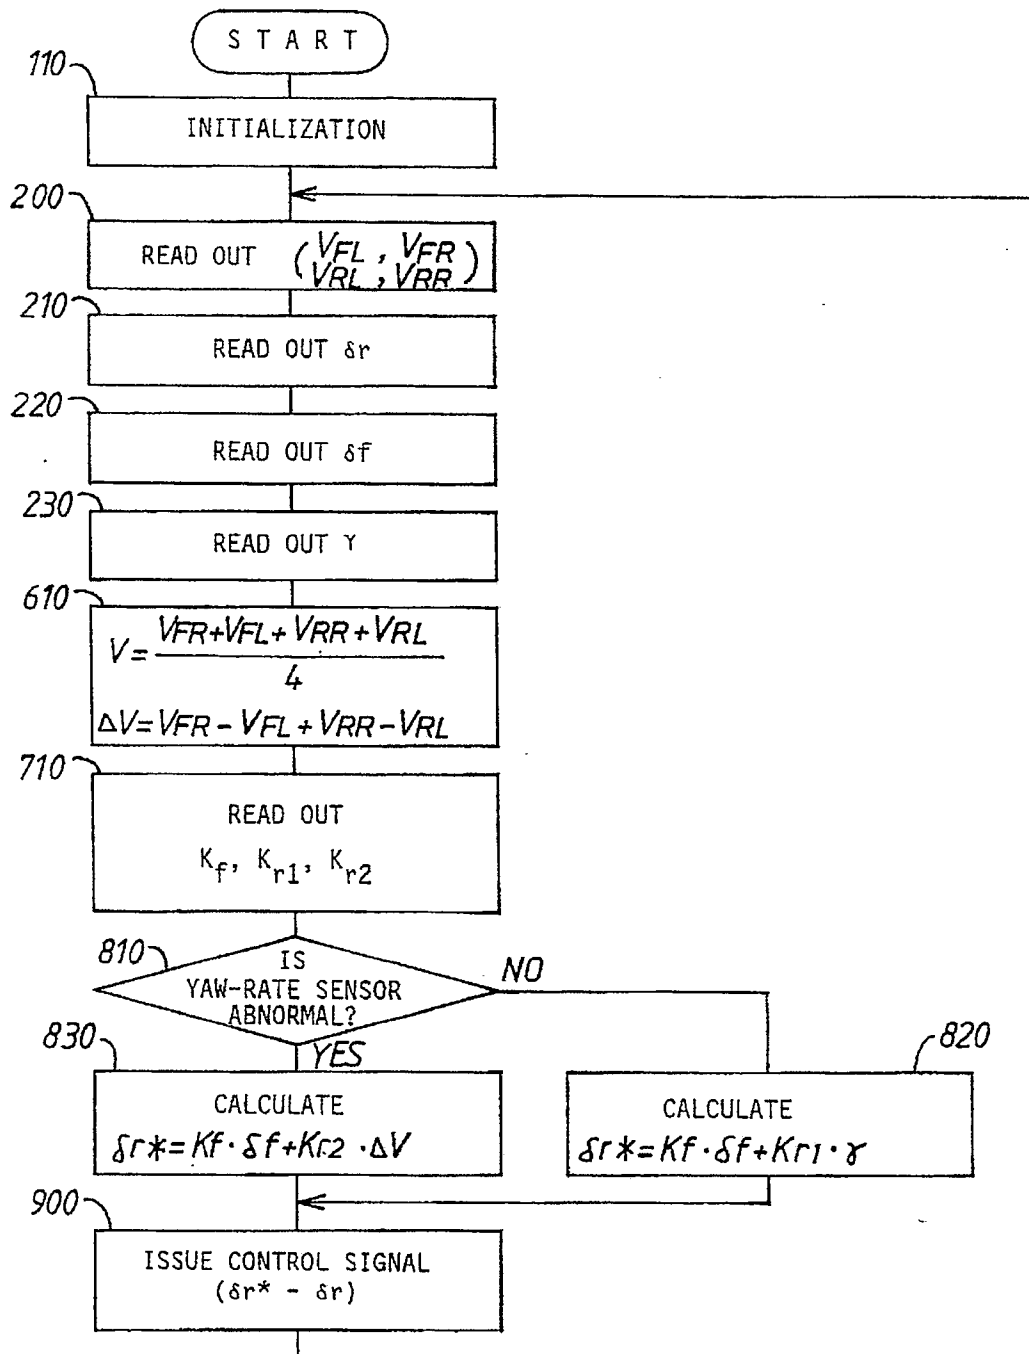 S T A R T
110
INITIALIZATION
200
READ OUT (VFL , VFR
VRL , VRR)
210
READ OUT δr
220
READ OUT δf
230
READ OUT γ
610
V= VFR+VFL+VRR+VRL
4
ΔV=VFR-VFL+VRR-VRL
710
READ OUT
Kf, Kr1, Kr2
810
IS
YAW-RATE SENSOR
ABNORMAL?
NO
YES
830
CALCULATE
δr*=Kf·δf+Kr2·ΔV
820
CALCULATE
δr*=Kf·δf+Kr1·γ
900
ISSUE CONTROL SIGNAL
(δr* - δr)